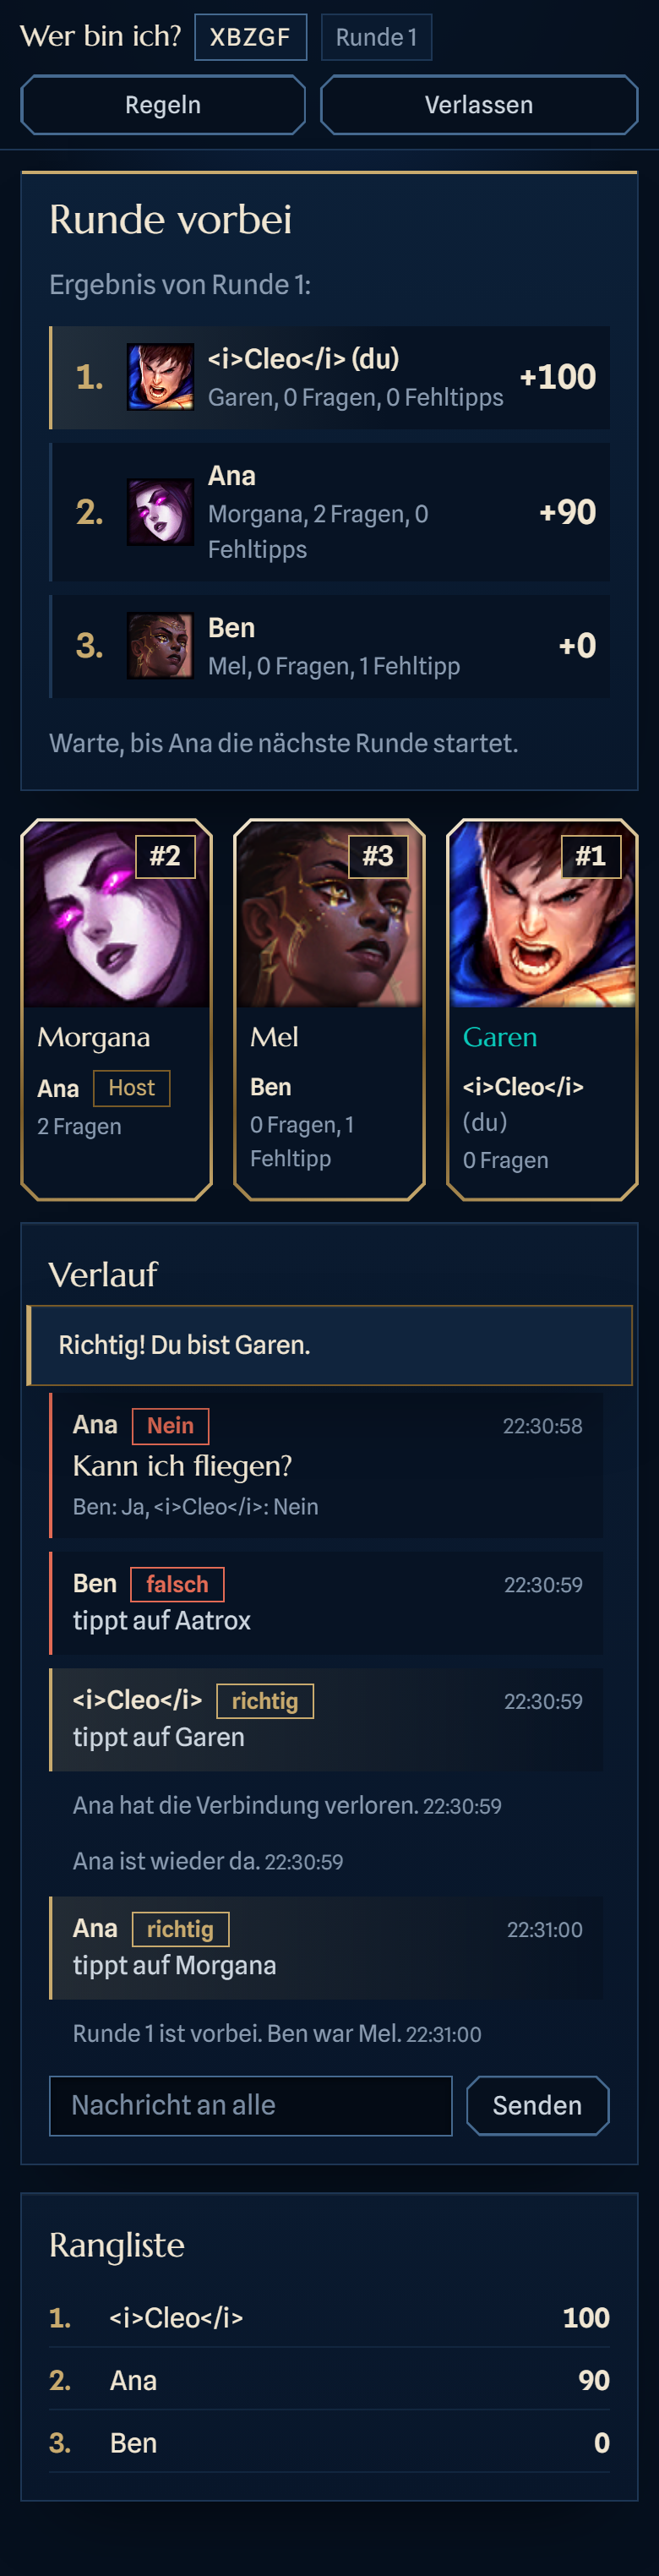 Wer bin ich? XBZGF Runde 1
Regeln Verlassen
Runde vorbei
Ergebnis von Runde 1:
1. <i>Cleo</i> (du) +100
Garen, 0 Fragen, 0 Fehltipps
2. Ana +90
Morgana, 2 Fragen, 0
Fehltipps
3. Ben +0
Mel, 0 Fragen, 1 Fehltipp
Warte, bis Ana die nächste Runde startet.
#2
Morgana
Ana Host
2 Fragen
#3
Mel
Ben
0 Fragen, 1
Fehltipp
#1
Garen
<i>Cleo</i>
(du)
0 Fragen
Verlauf
Richtig! Du bist Garen.
Ana Nein 22:30:58
Kann ich fliegen?
Ben: Ja, <i>Cleo</i>: Nein
Ben falsch 22:30:59
tippt auf Aatrox
<i>Cleo</i> richtig 22:30:59
tippt auf Garen
Ana hat die Verbindung verloren. 22:30:59
Ana ist wieder da. 22:30:59
Ana richtig 22:31:00
tippt auf Morgana
Runde 1 ist vorbei. Ben war Mel. 22:31:00
Nachricht an alle Senden
Rangliste
1. <i>Cleo</i> 100
2. Ana 90
3. Ben 0